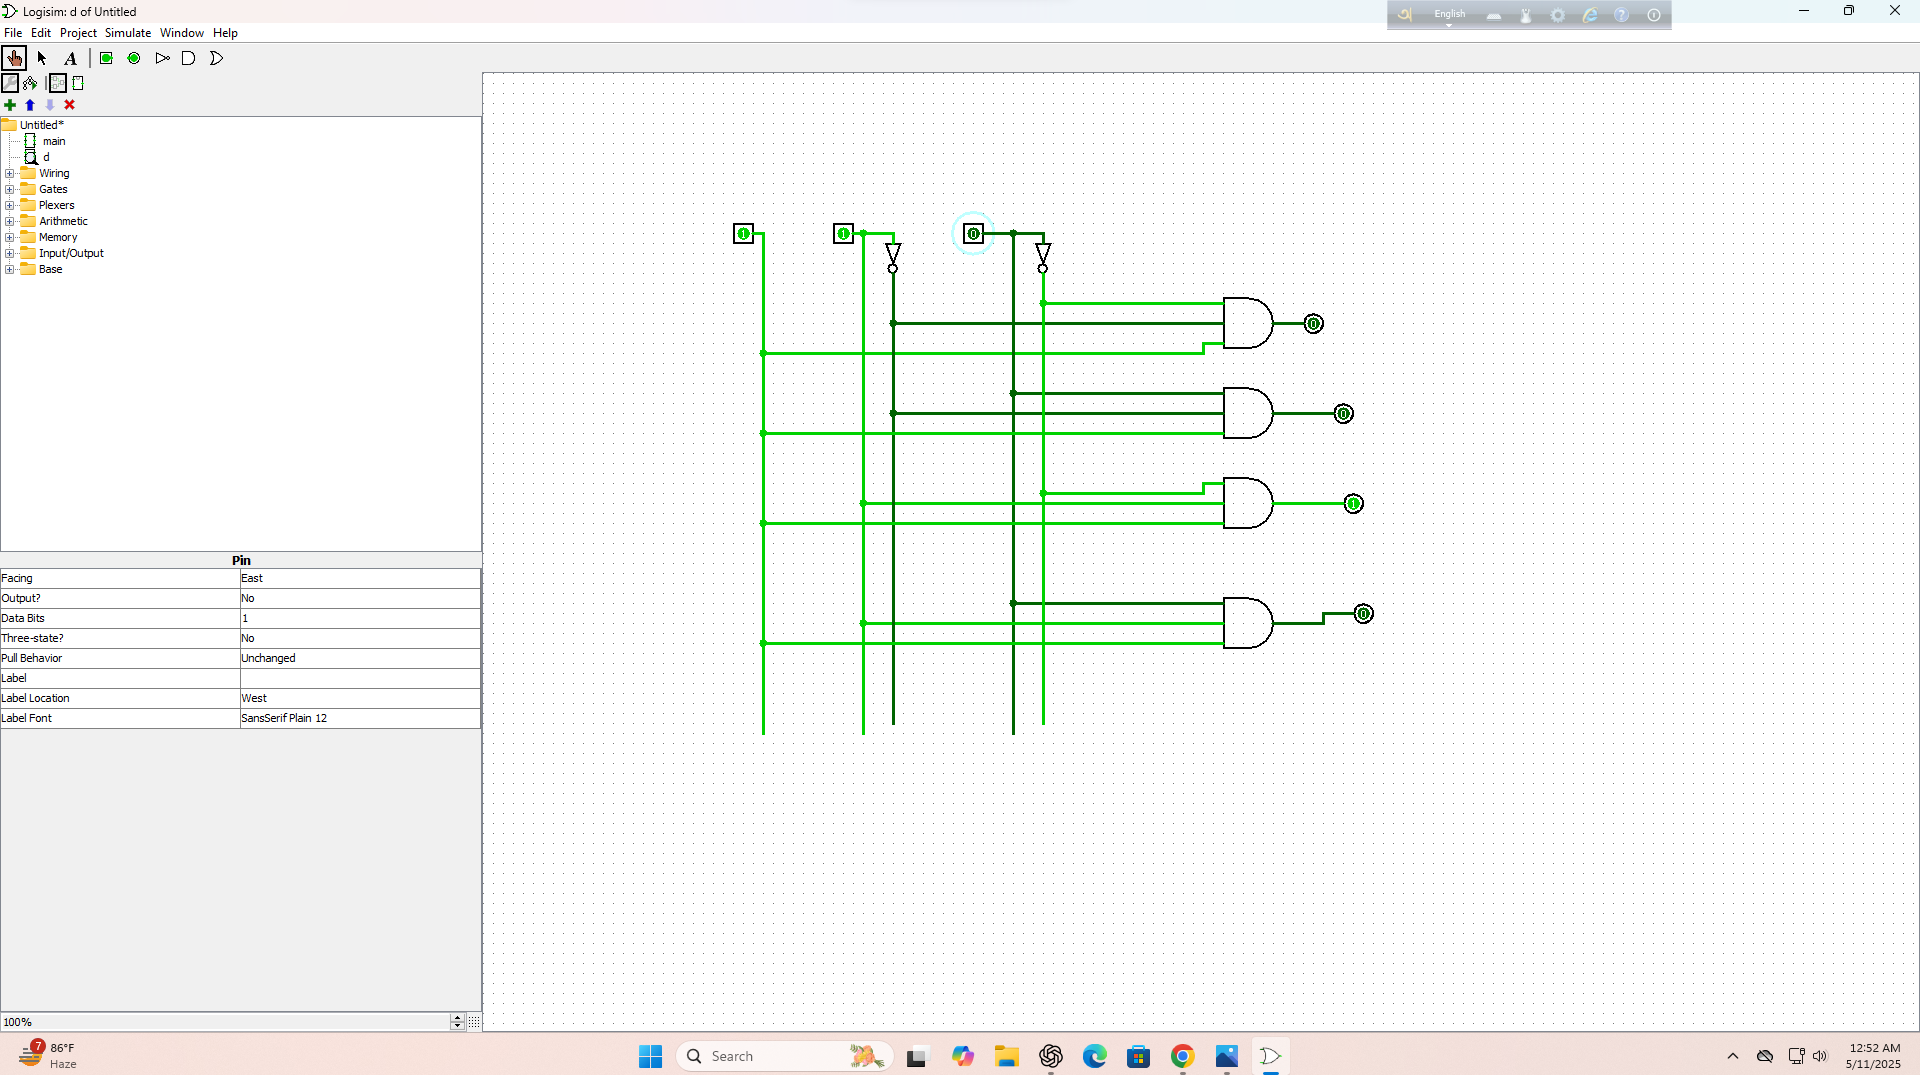 Logisim: d of Untitled
English
File Edit Project Simulate Window Help
A
Untitled*
main
d
Wiring
Gates
Plexers
Arithmetic
Memory
Input/Output
Base
1 1 0
0
0
1
0
Pin
Facing East
Output? No
Data Bits 1
Three-state? No
Pull Behavior Unchanged
Label
Label Location West
Label Font SansSerif Plain 12
100%
7
86°F
Haze
Search
12:52 AM
5/11/2025